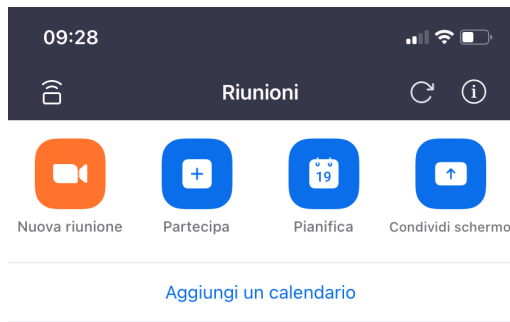 09:28
Riunioni
Nuova riunione
Partecipa
19
Pianifica
Condividi schermo
Aggiungi un calendario